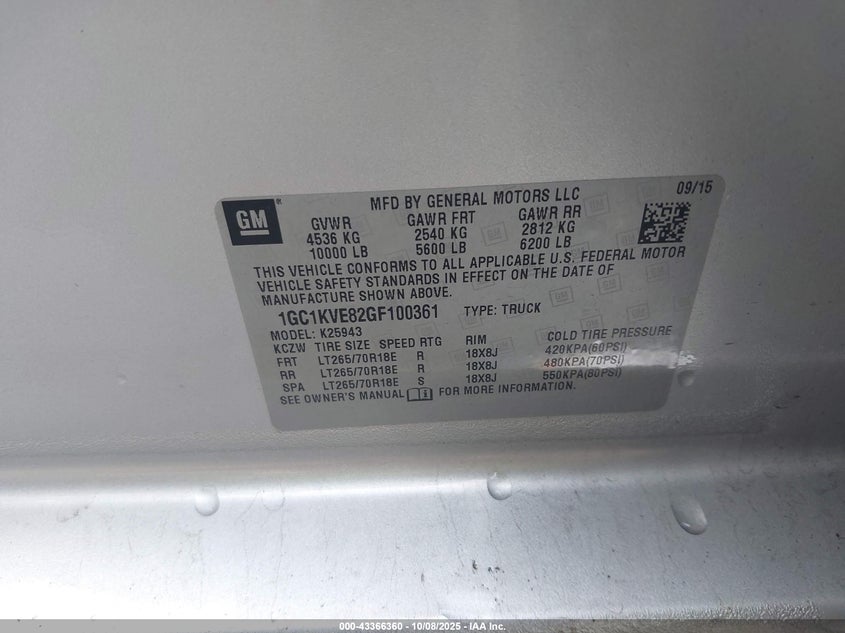 09/15
MFD BY GENERAL MOTORS LLC
GM®
GVWR GAWR FRT GAWR RR
4536 KG 2540 KG 2812 KG
10000 LB 5600 LB 6200 LB
THIS VEHICLE CONFORMS TO ALL APPLICABLE U.S. FEDERAL MOTOR
VEHICLE SAFETY STANDARDS IN EFFECT ON THE DATE OF
MANUFACTURE SHOWN ABOVE.
1GC1KVE82GF100361 TYPE: TRUCK
MODEL: K25943
KCZW TIRE SIZE SPEED RTG RIM COLD TIRE PRESSURE
FRT LT265/70R18E R 18X8J 420KPA(60PSI)
RR LT265/70R18E R 18X8J 480KPA(70PSI)
SPA LT265/70R18E S 18X8J 550KPA(80PSI)
SEE OWNER'S MANUAL FOR MORE INFORMATION.
000-43366360 - 10/08/2025 - IAA Inc.